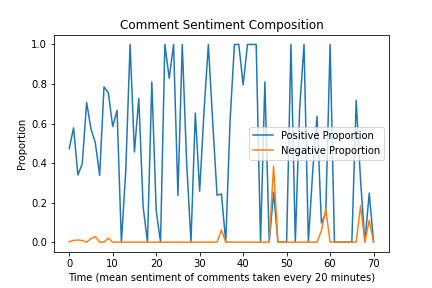 Comment Sentiment Composition
1.0
0.8
0.6
0.4
0.2
0.0
Proportion
Positive Proportion
Negative Proportion
0 10 20 30 40 50 60 70
Time (mean sentiment of comments taken every 20 minutes)